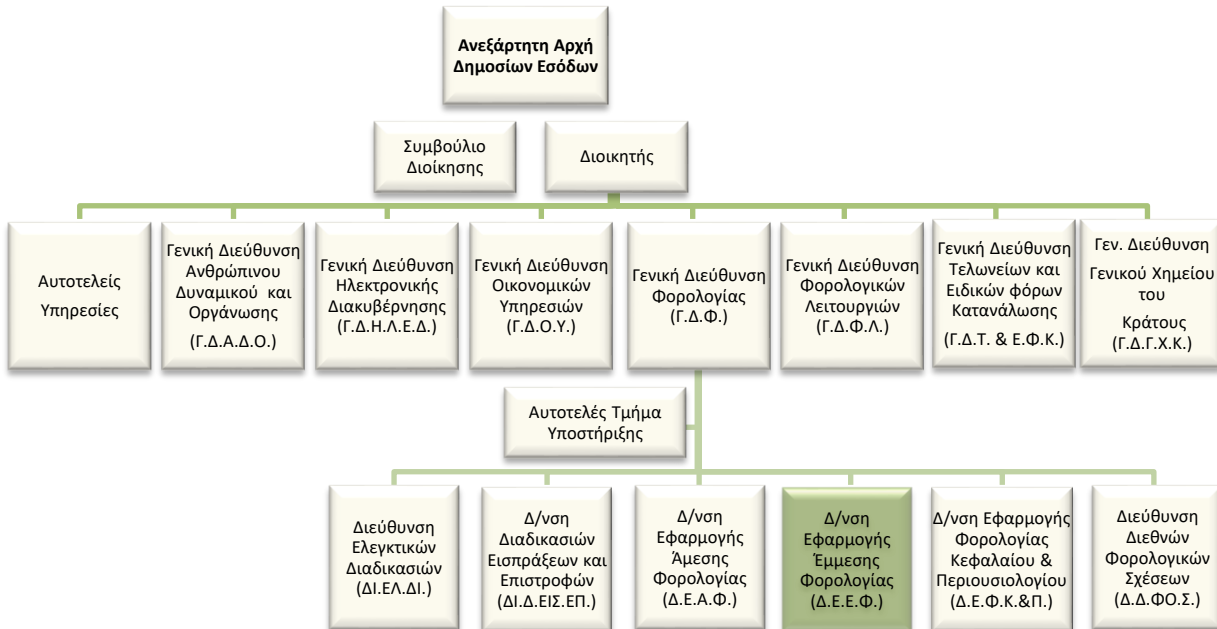 Ανεξάρτητη Αρχή
Δημοσίων Εσόδων
Συμβούλιο
Διοίκησης
Διοικητής
Αυτοτελείς
Υπηρεσίες
Γενική Διεύθυνση
Ανθρώπινου
Δυναμικού και
Οργάνωσης
(Γ.Δ.Α.Δ.Ο.)
Γενική Διεύθυνση
Ηλεκτρονικής
Διακυβέρνησης
(Γ.Δ.Η.Λ.Ε.Δ.)
Γενική Διεύθυνση
Οικονομικών
Υπηρεσιών
(Γ.Δ.Ο.Υ.)
Γενική Διεύθυνση
Φορολογίας
(Γ.Δ.Φ.)
Γενική Διεύθυνση
Φορολογικών
Λειτουργιών
(Γ.Δ.Φ.Λ.)
Γενική Διεύθυνση
Τελωνείων και
Ειδικών φόρων
Κατανάλωσης
(Γ.Δ.Τ. & Ε.Φ.Κ.)
Γεν. Διεύθυνση
Γενικού Χημείου
του
Κράτους
(Γ.Δ.Γ.Χ.Κ.)
Αυτοτελές Τμήμα
Υποστήριξης
Διεύθυνση
Ελεγκτικών
Διαδικασιών
(ΔΙ.ΕΛ.ΔΙ.)
Δ/νση
Διαδικασιών
Εισπράξεων και
Επιστροφών
(ΔΙ.Δ.ΕΙΣ.ΕΠ.)
Δ/νση
Εφαρμογής
Άμεσης
Φορολογίας
(Δ.Ε.Α.Φ.)
Δ/νση
Εφαρμογής
Έμμεσης
Φορολογίας
(Δ.Ε.Ε.Φ.)
Δ/νση Εφαρμογής
Φορολογίας
Κεφαλαίου &
Περιουσιολογίου
(Δ.Ε.Φ.Κ.&Π.)
Διεύθυνση
Διεθνών
Φορολογικών
Σχέσεων
(Δ.Δ.ΦΟ.Σ.)